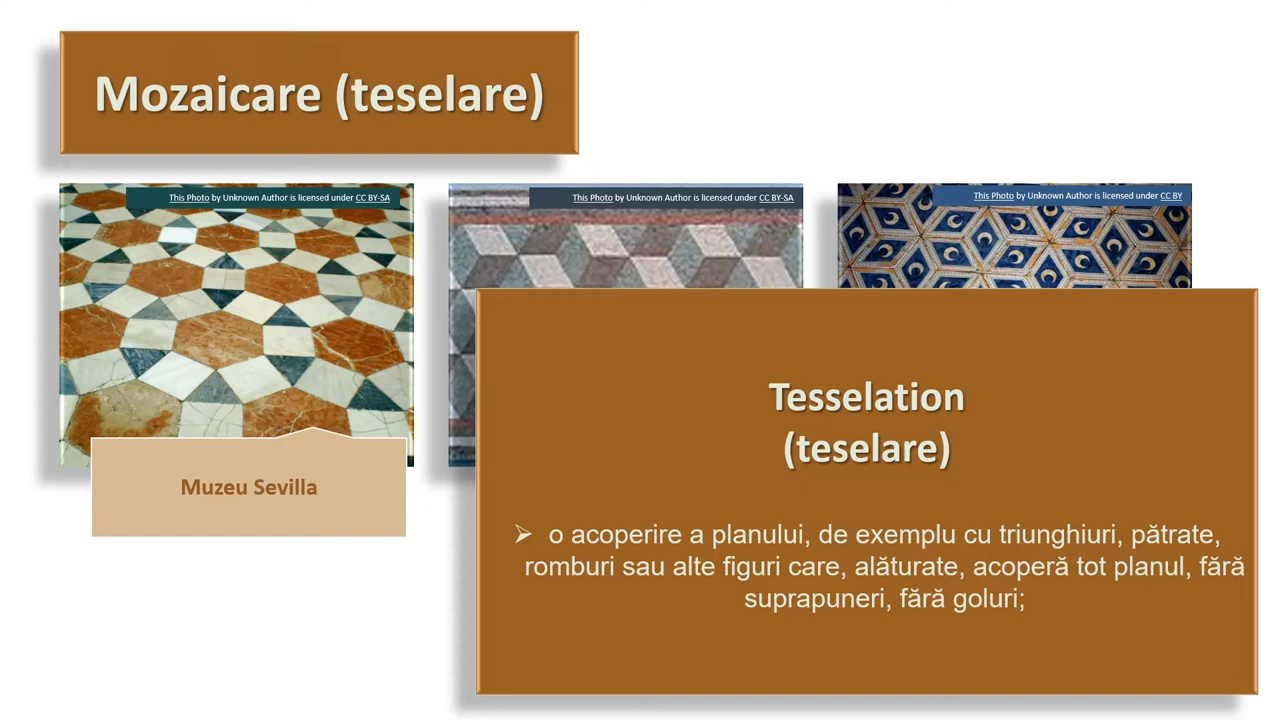 Mozaicare (teselare)
This Photo by Unknown Author is licensed under CC BY-SA
This Photo by Unknown Author is licensed under CC BY-SA
This Photo by Unknown Author is licensed under CC BY
Muzeu Sevilla
Tesselation
(teselare)
➢ o acoperire a planului, de exemplu cu triunghiuri, pătrate,
romburi sau alte figuri care, alăturate, acoperă tot planul, fără
suprapuneri, fără goluri;